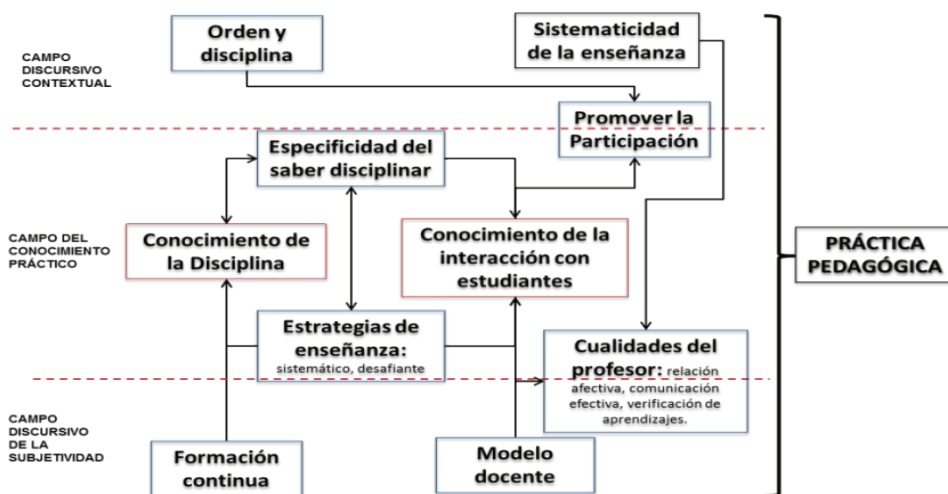 CAMPO
DISCURSIVO
CONTEXTUAL
Orden y
disciplina
Sistematicidad
de la enseñanza
Promover la
Participación
Especificidad del
saber disciplinar
CAMPO DEL
CONOCIMIENTO
PRÁCTICO
Conocimiento de
la Disciplina
Conocimiento de la
interacción con
estudiantes
PRÁCTICA
PEDAGÓGICA
Estrategias de
enseñanza:
sistemático, desafiante
Cualidades del
profesor: relación
afectiva, comunicación
efectiva, verificación de
aprendizajes.
CAMPO
DISCURSIVO
DE LA
SUBJETIVIDAD
Formación
continua
Modelo
docente